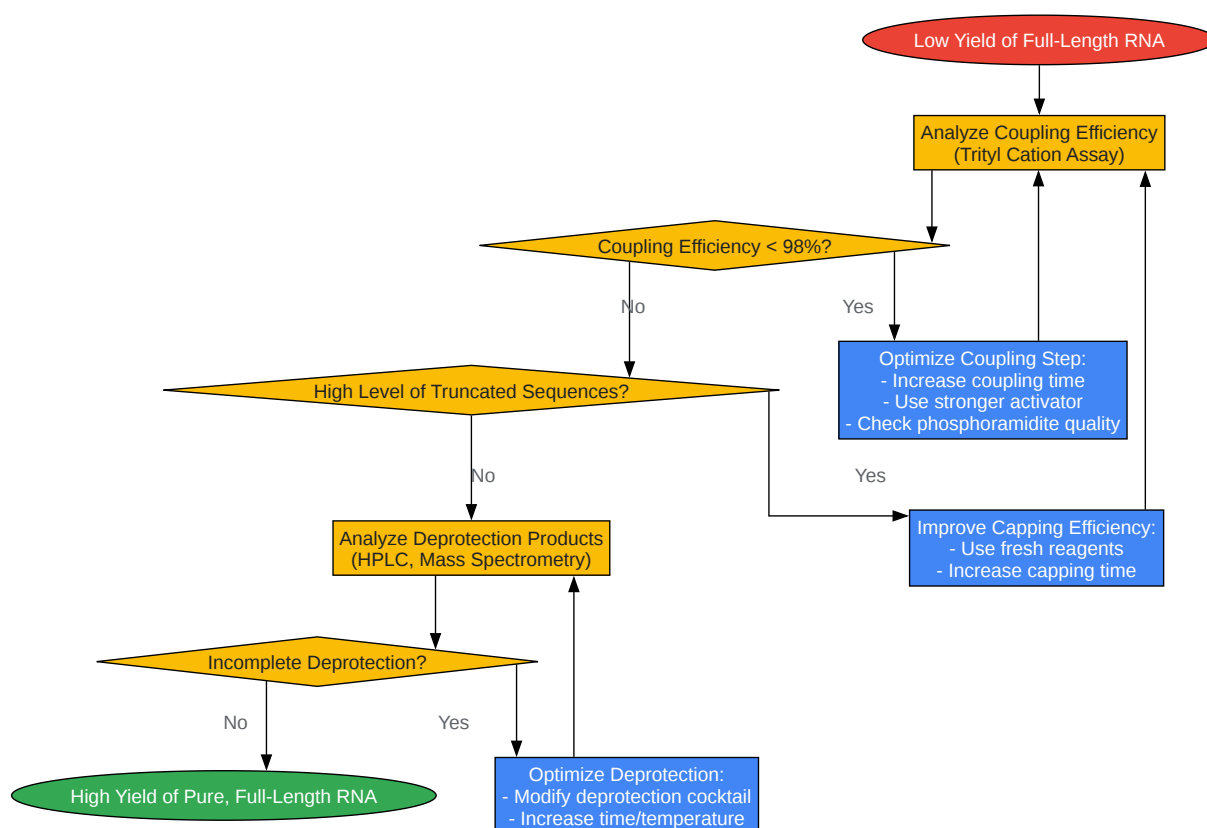 Low Yield of Full-Length RNA
Analyze Coupling Efficiency
(Trityl Cation Assay)
Coupling Efficiency < 98%?
No
Yes
Optimize Coupling Step:
- Increase coupling time
- Use stronger activator
- Check phosphoramidite quality
High Level of Truncated Sequences?
No
Yes
Improve Capping Efficiency:
- Use fresh reagents
- Increase capping time
Analyze Deprotection Products
(HPLC, Mass Spectrometry)
Incomplete Deprotection?
No
Yes
High Yield of Pure, Full-Length RNA
Optimize Deprotection:
- Modify deprotection cocktail
- Increase time/temperature